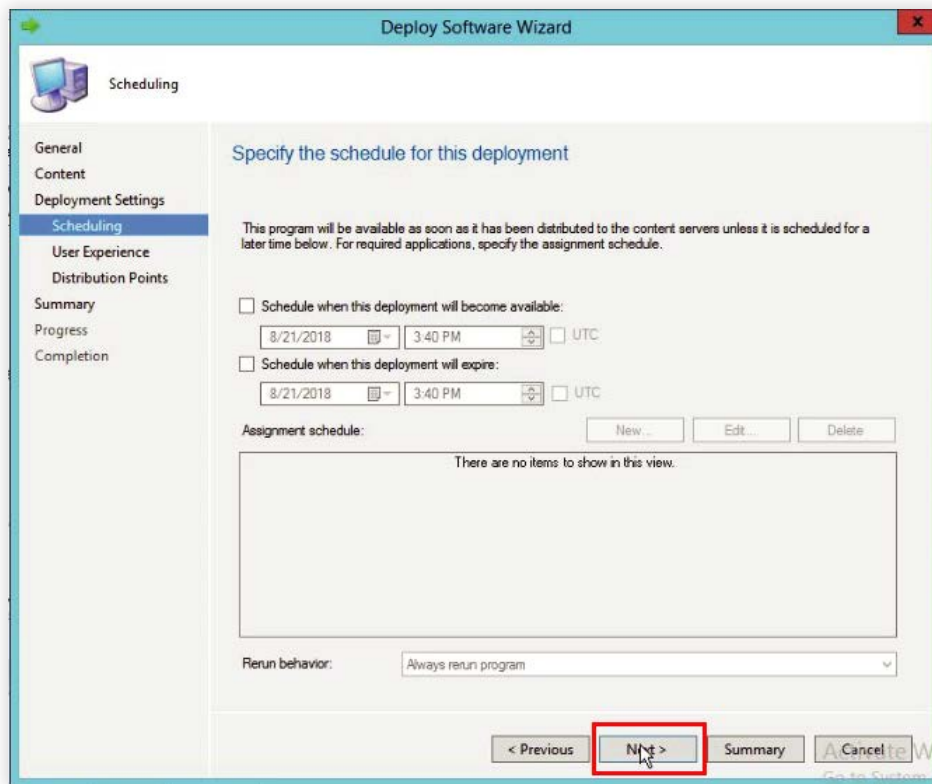 Deploy Software Wizard
x
Scheduling
General
Content
Deployment Settings
Scheduling
User Experience
Distribution Points
Summary
Progress
Completion
Specify the schedule for this deployment
This program will be available as soon as it has been distributed to the content servers unless it is scheduled for a
later time below. For required applications, specify the assignment schedule.
Schedule when this deployment will become available:
8/21/2018 3:40 PM UTC
Schedule when this deployment will expire:
8/21/2018 3:40 PM UTC
Assignment schedule: New... Edit... Delete
There are no items to show in this view.
Rerun behavior: Always rerun program
< Previous Next > Summary Cancel
Activate W
Go to System